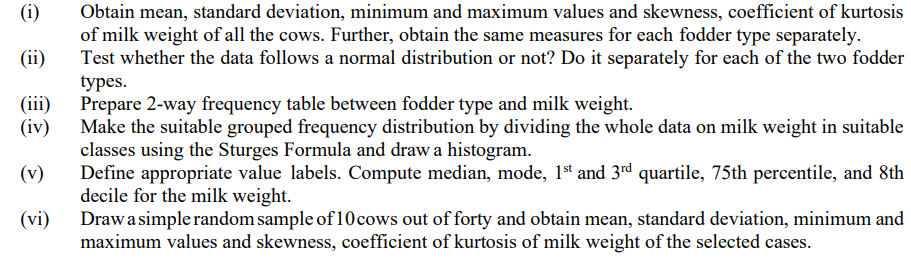 (i) Obtain mean, standard deviation, minimum and maximum values and skewness, coefficient of kurtosis
of milk weight of all the cows. Further, obtain the same measures for each fodder type separately.
(ii) Test whether the data follows a normal distribution or not? Do it separately for each of the two fodder
types.
(iii) Prepare 2-way frequency table between fodder type and milk weight.
(iv) Make the suitable grouped frequency distribution by dividing the whole data on milk weight in suitable
classes using the Sturges Formula and draw a histogram.
(v) Define appropriate value labels. Compute median, mode, 1st and 3rd quartile, 75th percentile, and 8th
decile for the milk weight.
(vi) Draw a simple random sample of 10 cows out of forty and obtain mean, standard deviation, minimum and
maximum values and skewness, coefficient of kurtosis of milk weight of the selected cases.